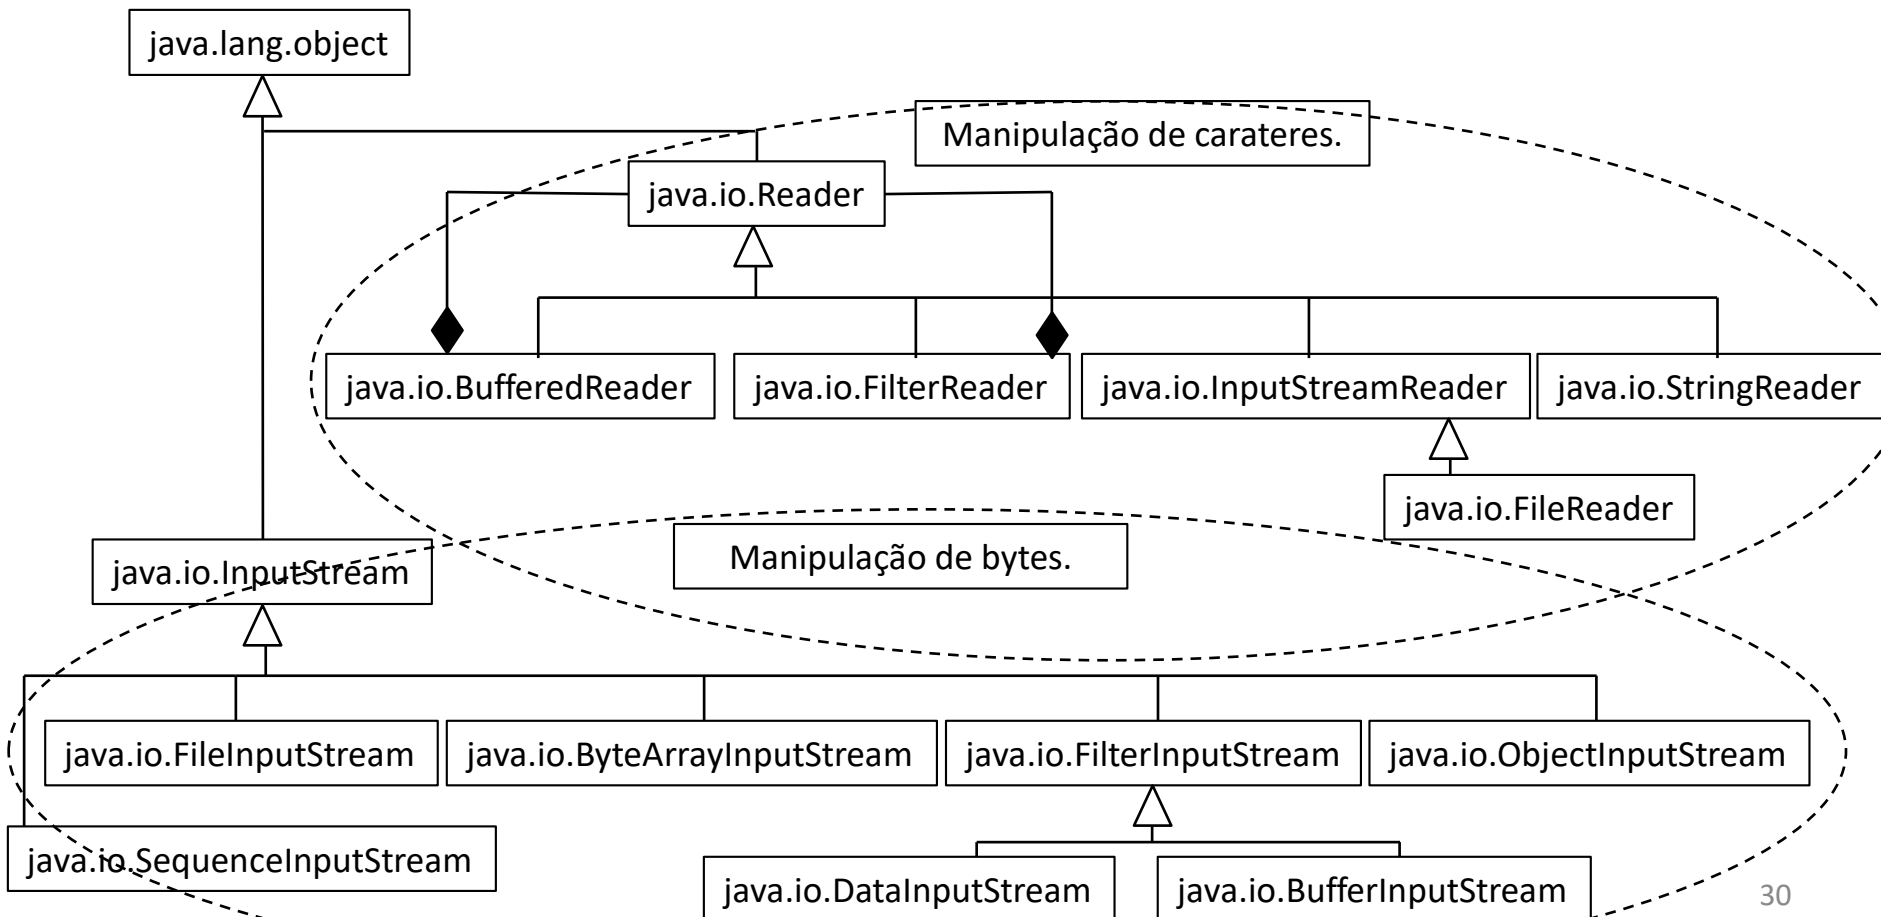 java.lang.object
Manipulação de carateres.
java.io.Reader
java.io.BufferedReader
java.io.FilterReader
java.io.InputStreamReader
java.io.StringReader
java.io.FileReader
Manipulação de bytes.
java.io.InputStream
java.io.FileInputStream
java.io.ByteArrayInputStream
java.io.FilterInputStream
java.io.ObjectInputStream
java.io.SequenceInputStream
java.io.DataInputStream
java.io.BufferInputStream
30